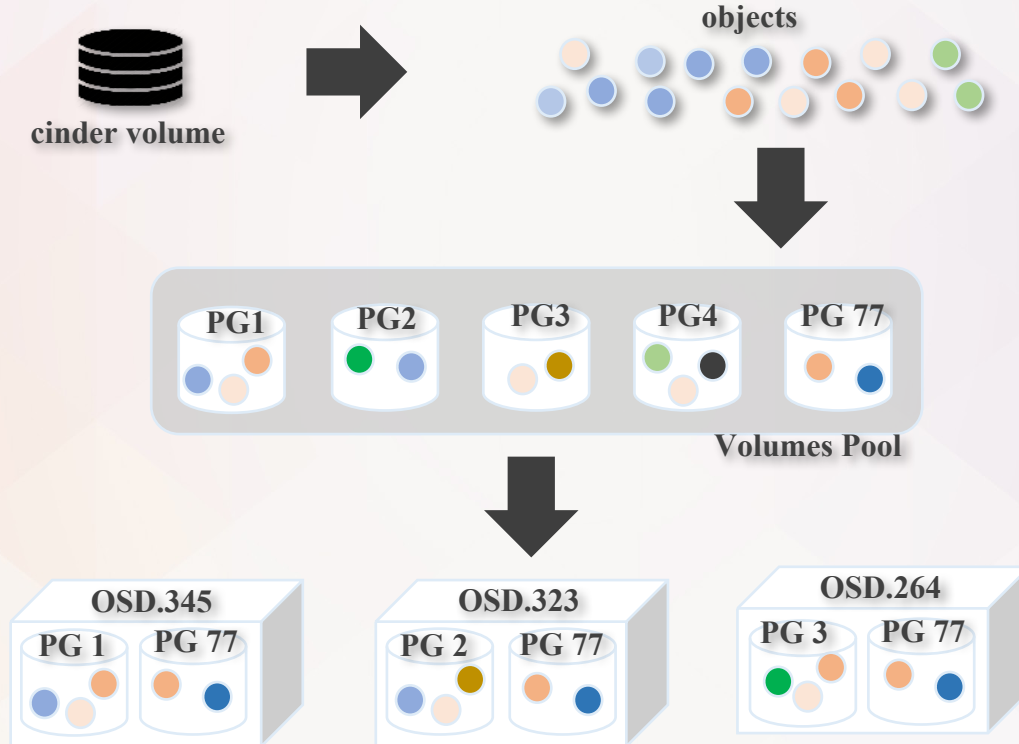 objects
cinder volume
PG1
PG2
PG3
PG4
PG 77
Volumes Pool
OSD.345
PG 1
PG 77
OSD.323
PG 2
PG 77
OSD.264
PG 3
PG 77